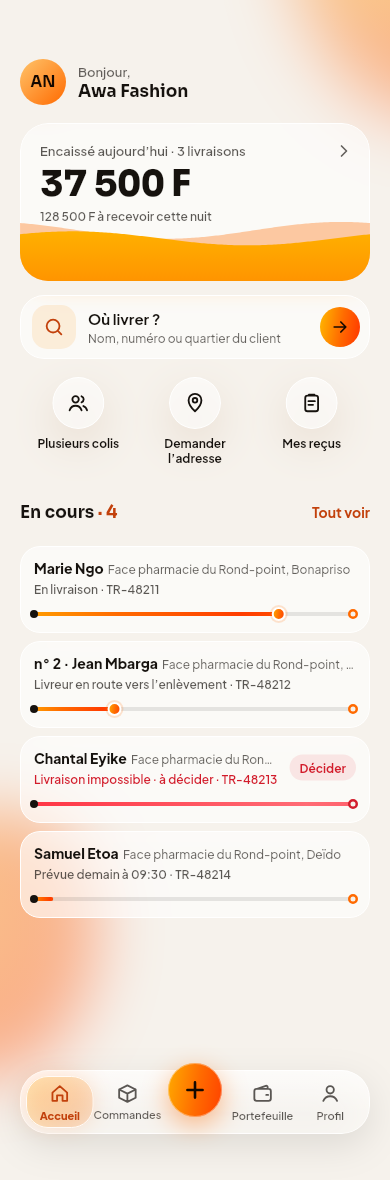 AN
Bonjour,
Awa Fashion
Encaissé aujourd’hui · 3 livraisons
37 500 F
128 500 F à recevoir cette nuit
Où livrer ?
Nom, numéro ou quartier du client
Plusieurs colis
Demander
l’adresse
Mes reçus
En cours · 4
Tout voir
Marie Ngo Face pharmacie du Rond-point, Bonapriso
En livraison · TR-48211
n° 2 · Jean Mbarga Face pharmacie du Rond-point, …
Livreur en route vers l’enlèvement · TR-48212
Chantal Eyike Face pharmacie du Ron…
Livraison impossible · à décider · TR-48213
Décider
Samuel Etoa Face pharmacie du Rond-point, Deïdo
Prévue demain à 09:30 · TR-48214
Accueil
Commandes
Portefeuille
Profil